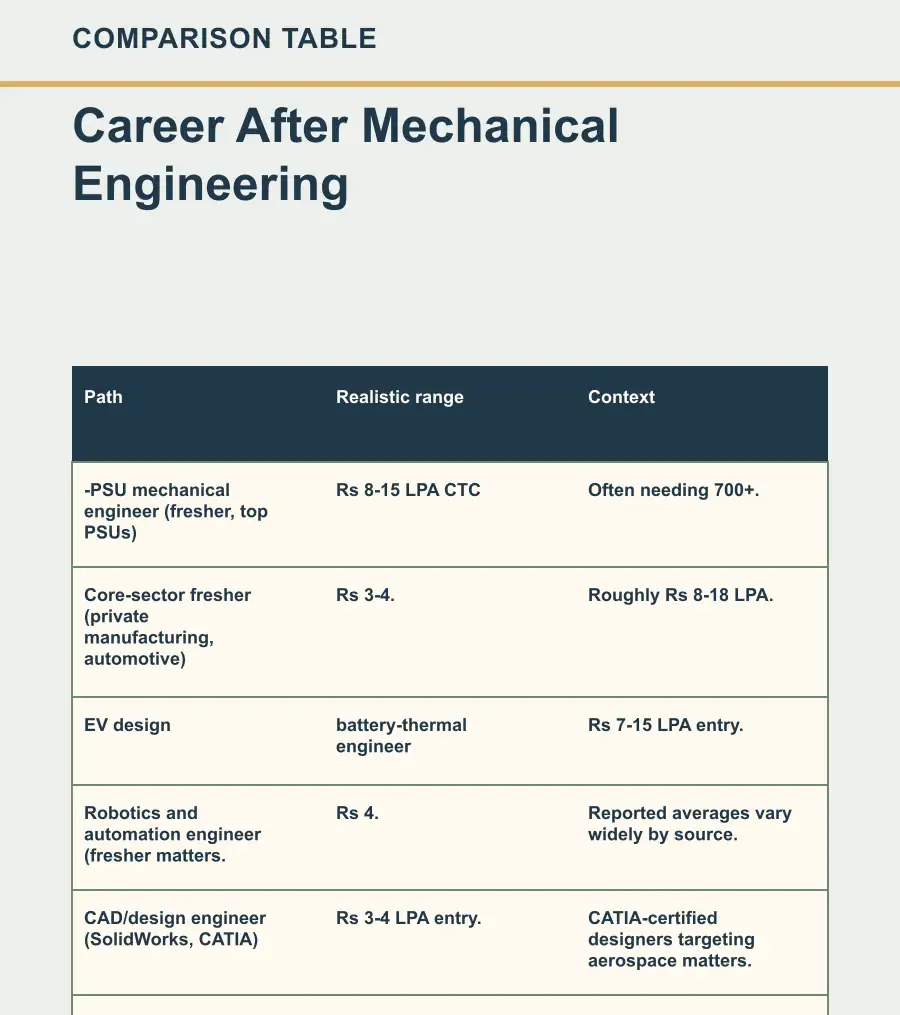 COMPARISON TABLE
Career After Mechanical
Engineering
Path
Realistic range
Context
-PSU mechanical
engineer (fresher, top
PSUs)
Rs 8-15 LPA CTC
Often needing 700+.
Core-sector fresher
(private
manufacturing,
automotive)
Rs 3-4.
Roughly Rs 8-18 LPA.
EV design
battery-thermal
engineer
Rs 7-15 LPA entry.
Robotics and
automation engineer
(fresher matters.
Rs 4.
Reported averages vary
widely by source.
CAD/design engineer
(SolidWorks, CATIA)
Rs 3-4 LPA entry.
CATIA-certified
designers targeting
aerospace matters.